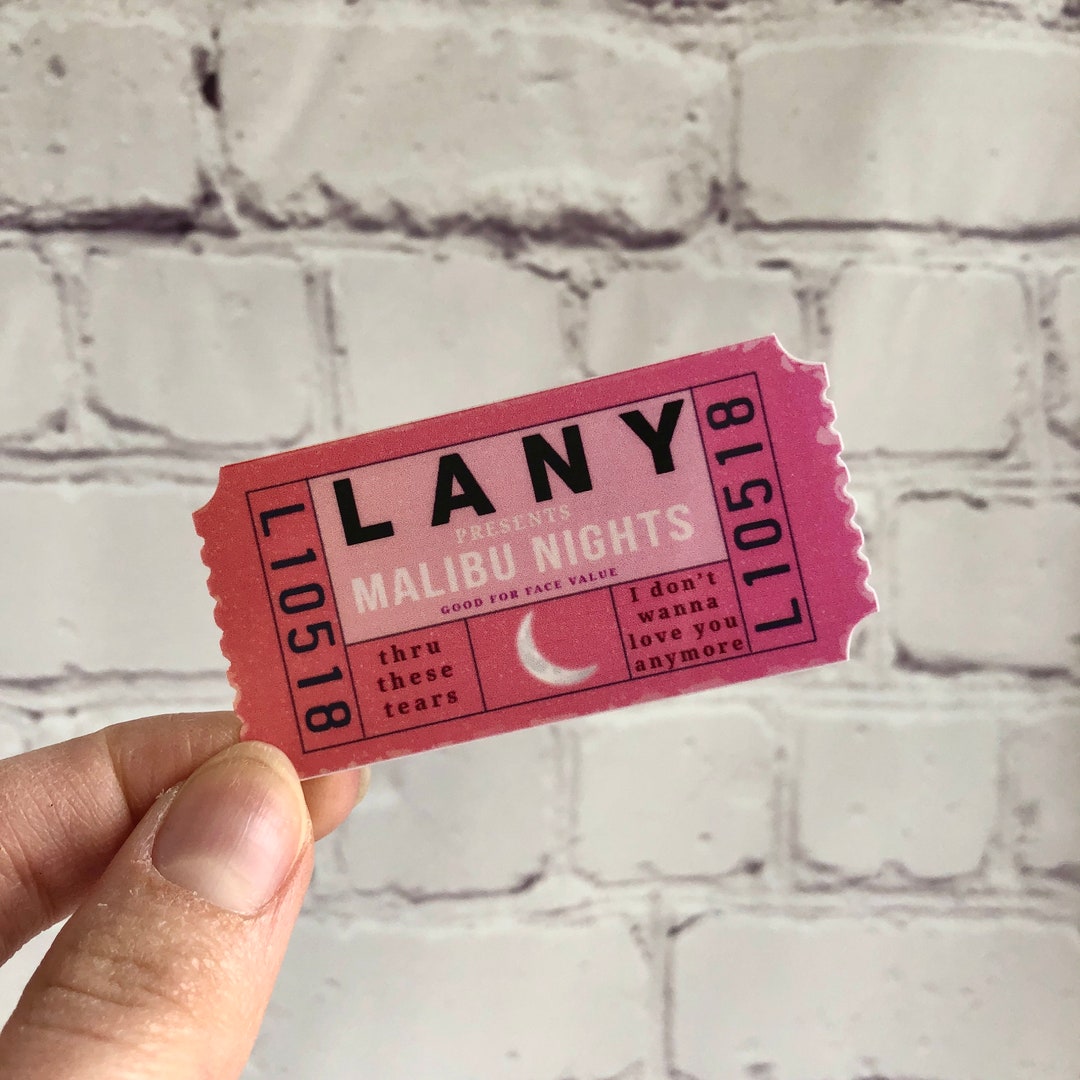 L10518
LANY
PRESENTS
MALIBU NIGHTS
GOOD FOR FACE VALUE
thru
these
tears
I don't
wanna
love you
anymore
L10518